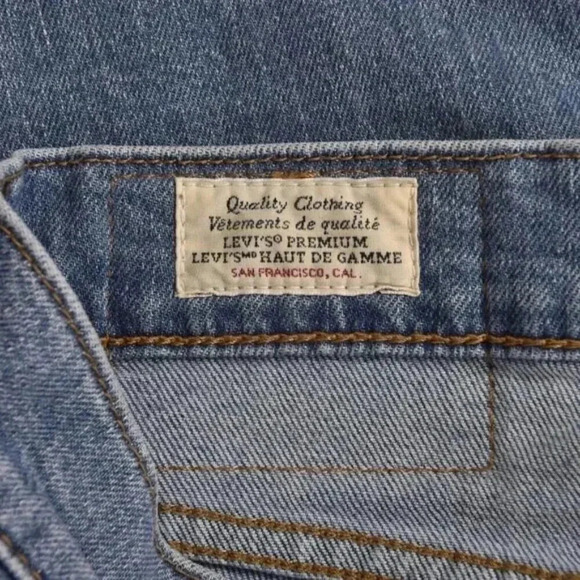 Quality Clothing
Vêtements de qualité
LEVI'S® PREMIUM
LEVI'Sᴹᴰ HAUT DE GAMME
SAN FRANCISCO, CAL.